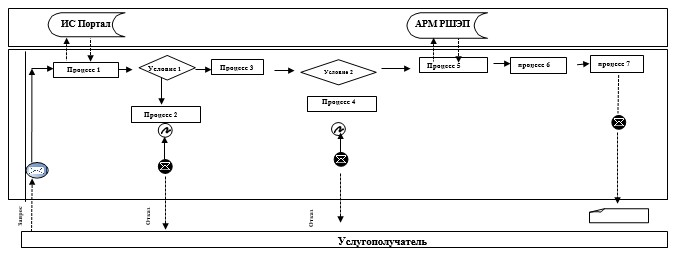 ИС Портал
АРМ РШЭП
Процесс 1
Условие 1
Процесс 3
Условие 2
Процесс 5
процесс 6
процесс 7
Процесс 2
Процесс 4
Запрос
Отказ
Отказ
Услугополучатель